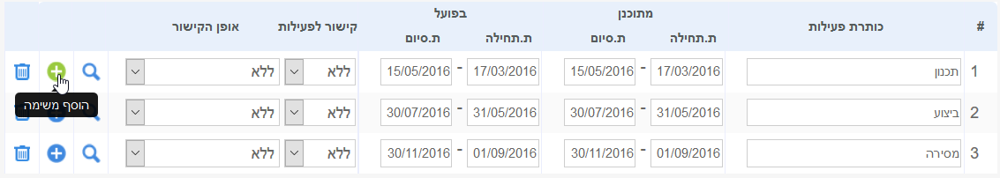 # כותרת פעילות מתוכנן בפועל קישור לפעילות אופן הקישור
ת.תחילה ת.סיום ת.תחילה ת.סיום
1 תכנון 17/03/2016 - 15/05/2016 17/03/2016 - 15/05/2016 ללא ללא
הוסף משימה
2 ביצוע 31/05/2016 - 30/07/2016 31/05/2016 - 30/07/2016 ללא ללא
3 מסירה 01/09/2016 - 30/11/2016 01/09/2016 - 30/11/2016 ללא ללא